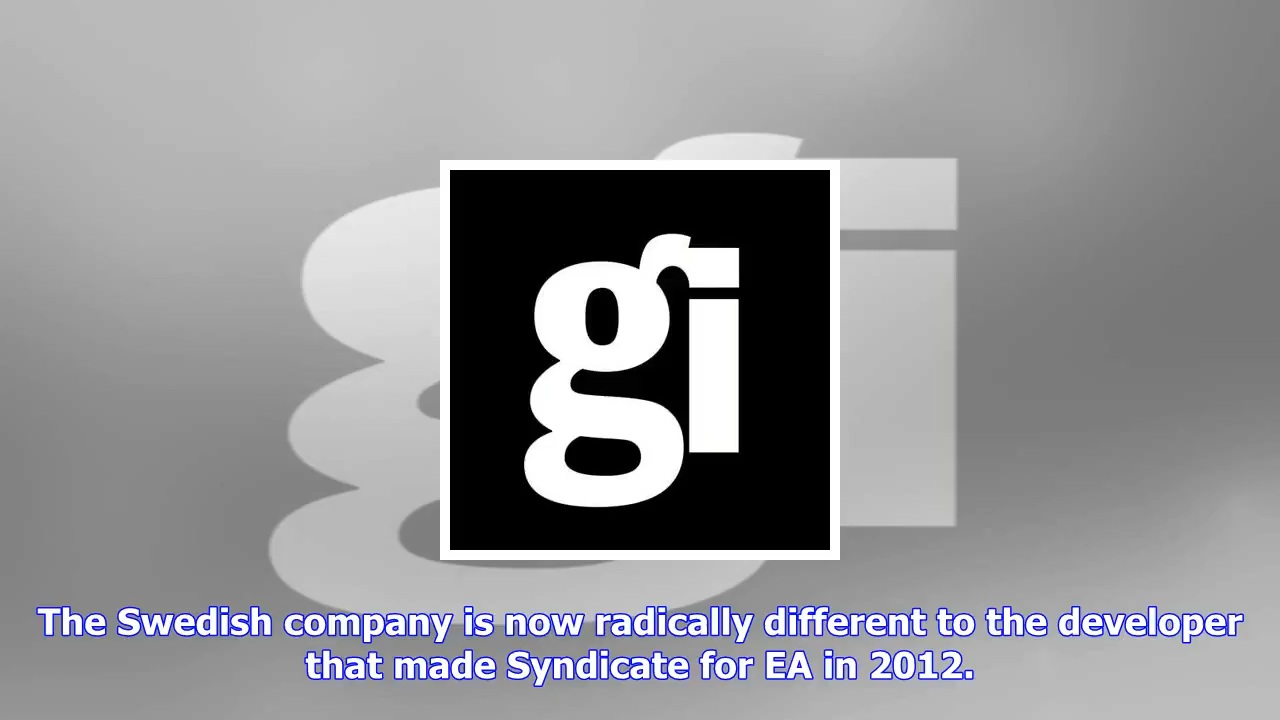 gi
The Swedish company is now radically different to the developer
that made Syndicate for EA in 2012.